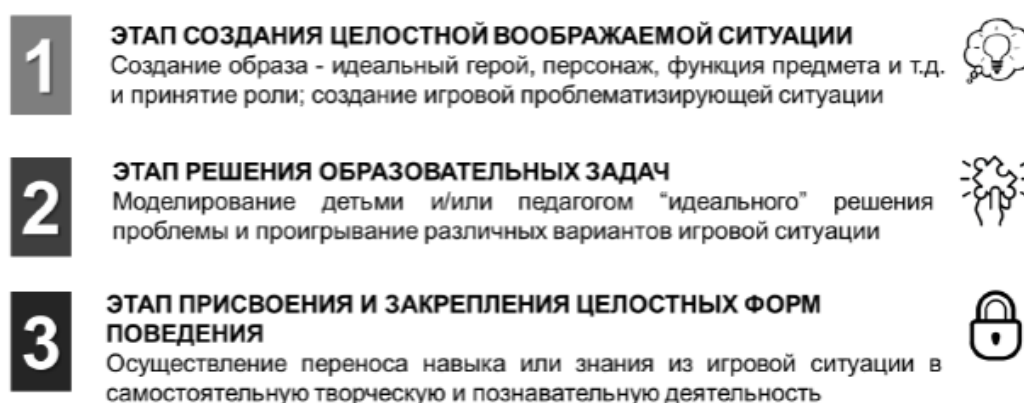 1
ЭТАП СОЗДАНИЯ ЦЕЛОСТНОЙ ВООБРАЖАЕМОЙ СИТУАЦИИ
Создание образа - идеальный герой, персонаж, функция предмета и т.д.
и принятие роли; создание игровой проблематизирующей ситуации
2
ЭТАП РЕШЕНИЯ ОБРАЗОВАТЕЛЬНЫХ ЗАДАЧ
Моделирование детьми и/или педагогом “идеального” решения
проблемы и проигрывание различных вариантов игровой ситуации
3
ЭТАП ПРИСВОЕНИЯ И ЗАКРЕПЛЕНИЯ ЦЕЛОСТНЫХ ФОРМ
ПОВЕДЕНИЯ
Осуществление переноса навыка или знания из игровой ситуации в
самостоятельную творческую и познавательную деятельность